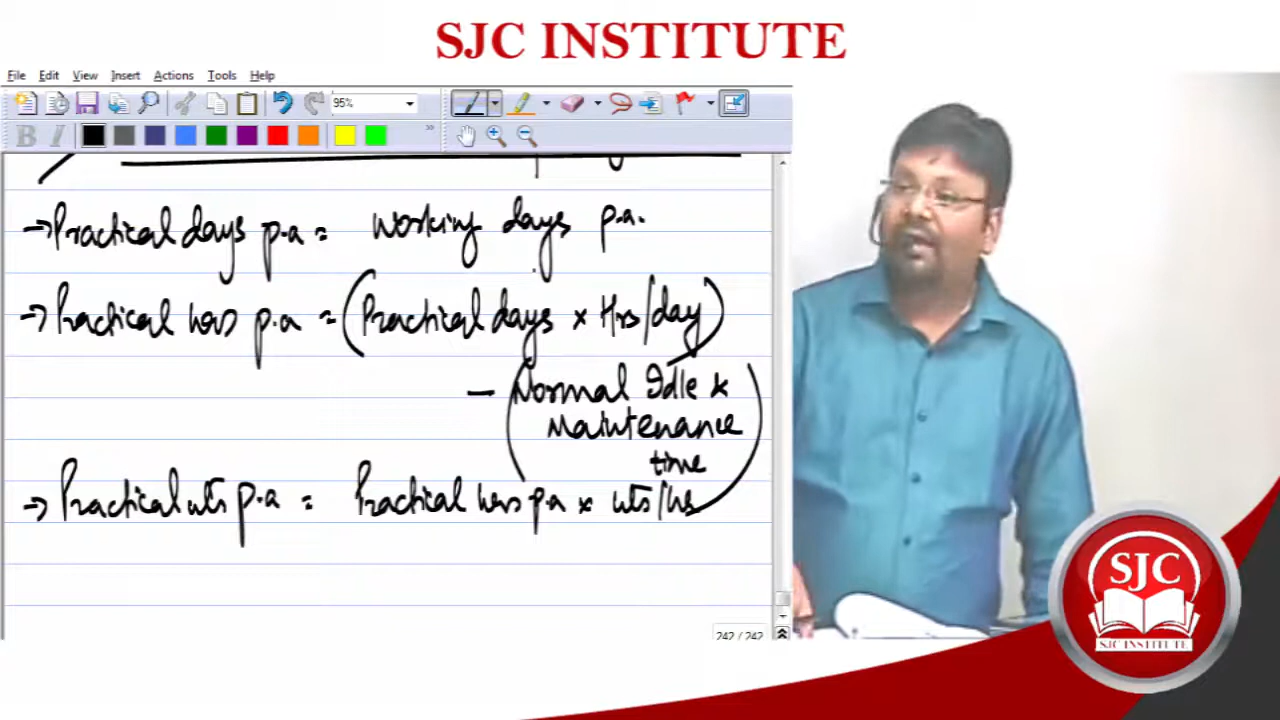 SJC INSTITUTE
File Edit View Insert Actions Tools Help
95%
B I
→ Practical days p.a = Working days p.a.
→ Practical hrs p.a = (Practical days x Hrs/day)
- (Normal Idle &
Maintenance
time)
→ Practical uts p.a = Practical hrs p.a x uts/hr
242 / 242
SJC
SJC INSTITUTE